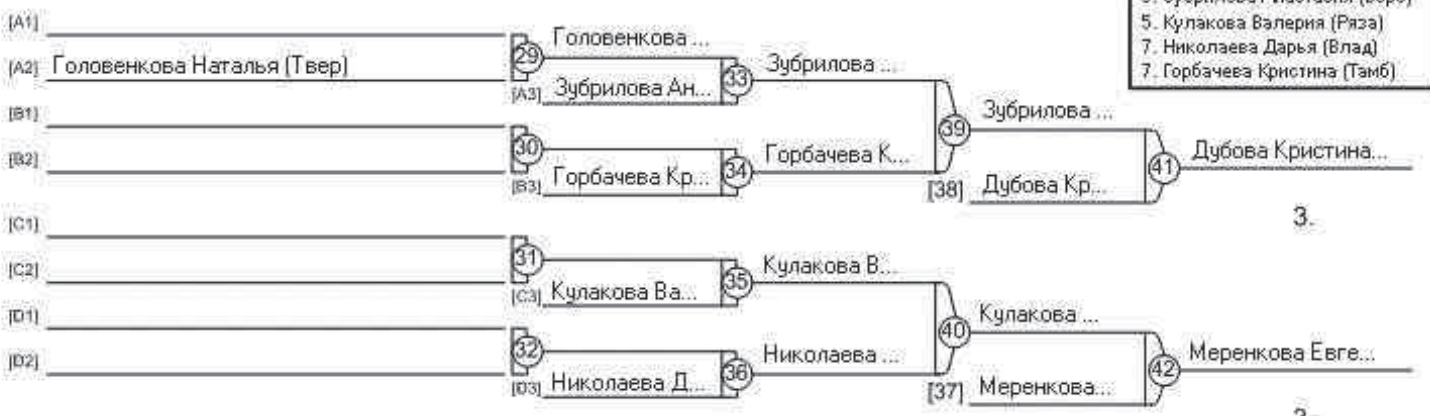 5. Кулакова Валерия (Ряза)
7. Николаева Дарья (Влад)
7. Горбачева Кристина (Тамб)
[A1]
[A2] Головенкова Наталья (Твер)
29 Головенкова ...
[A3] Зубрилова Ан...
33 Зубрилова ...
[B1]
[B2]
30
[B3] Горбачева Кр...
34 Горбачева К...
39 Зубрилова ...
[38] Дубова Кр...
41 Дубова Кристина...
3.
[C1]
[C2]
31
[C3] Кулакова Ва...
35 Кулакова В...
[D1]
[D2]
32
[D3] Николаева Д...
36 Николаева ...
40 Кулакова ...
[37] Меренкова...
42 Меренкова Евге...